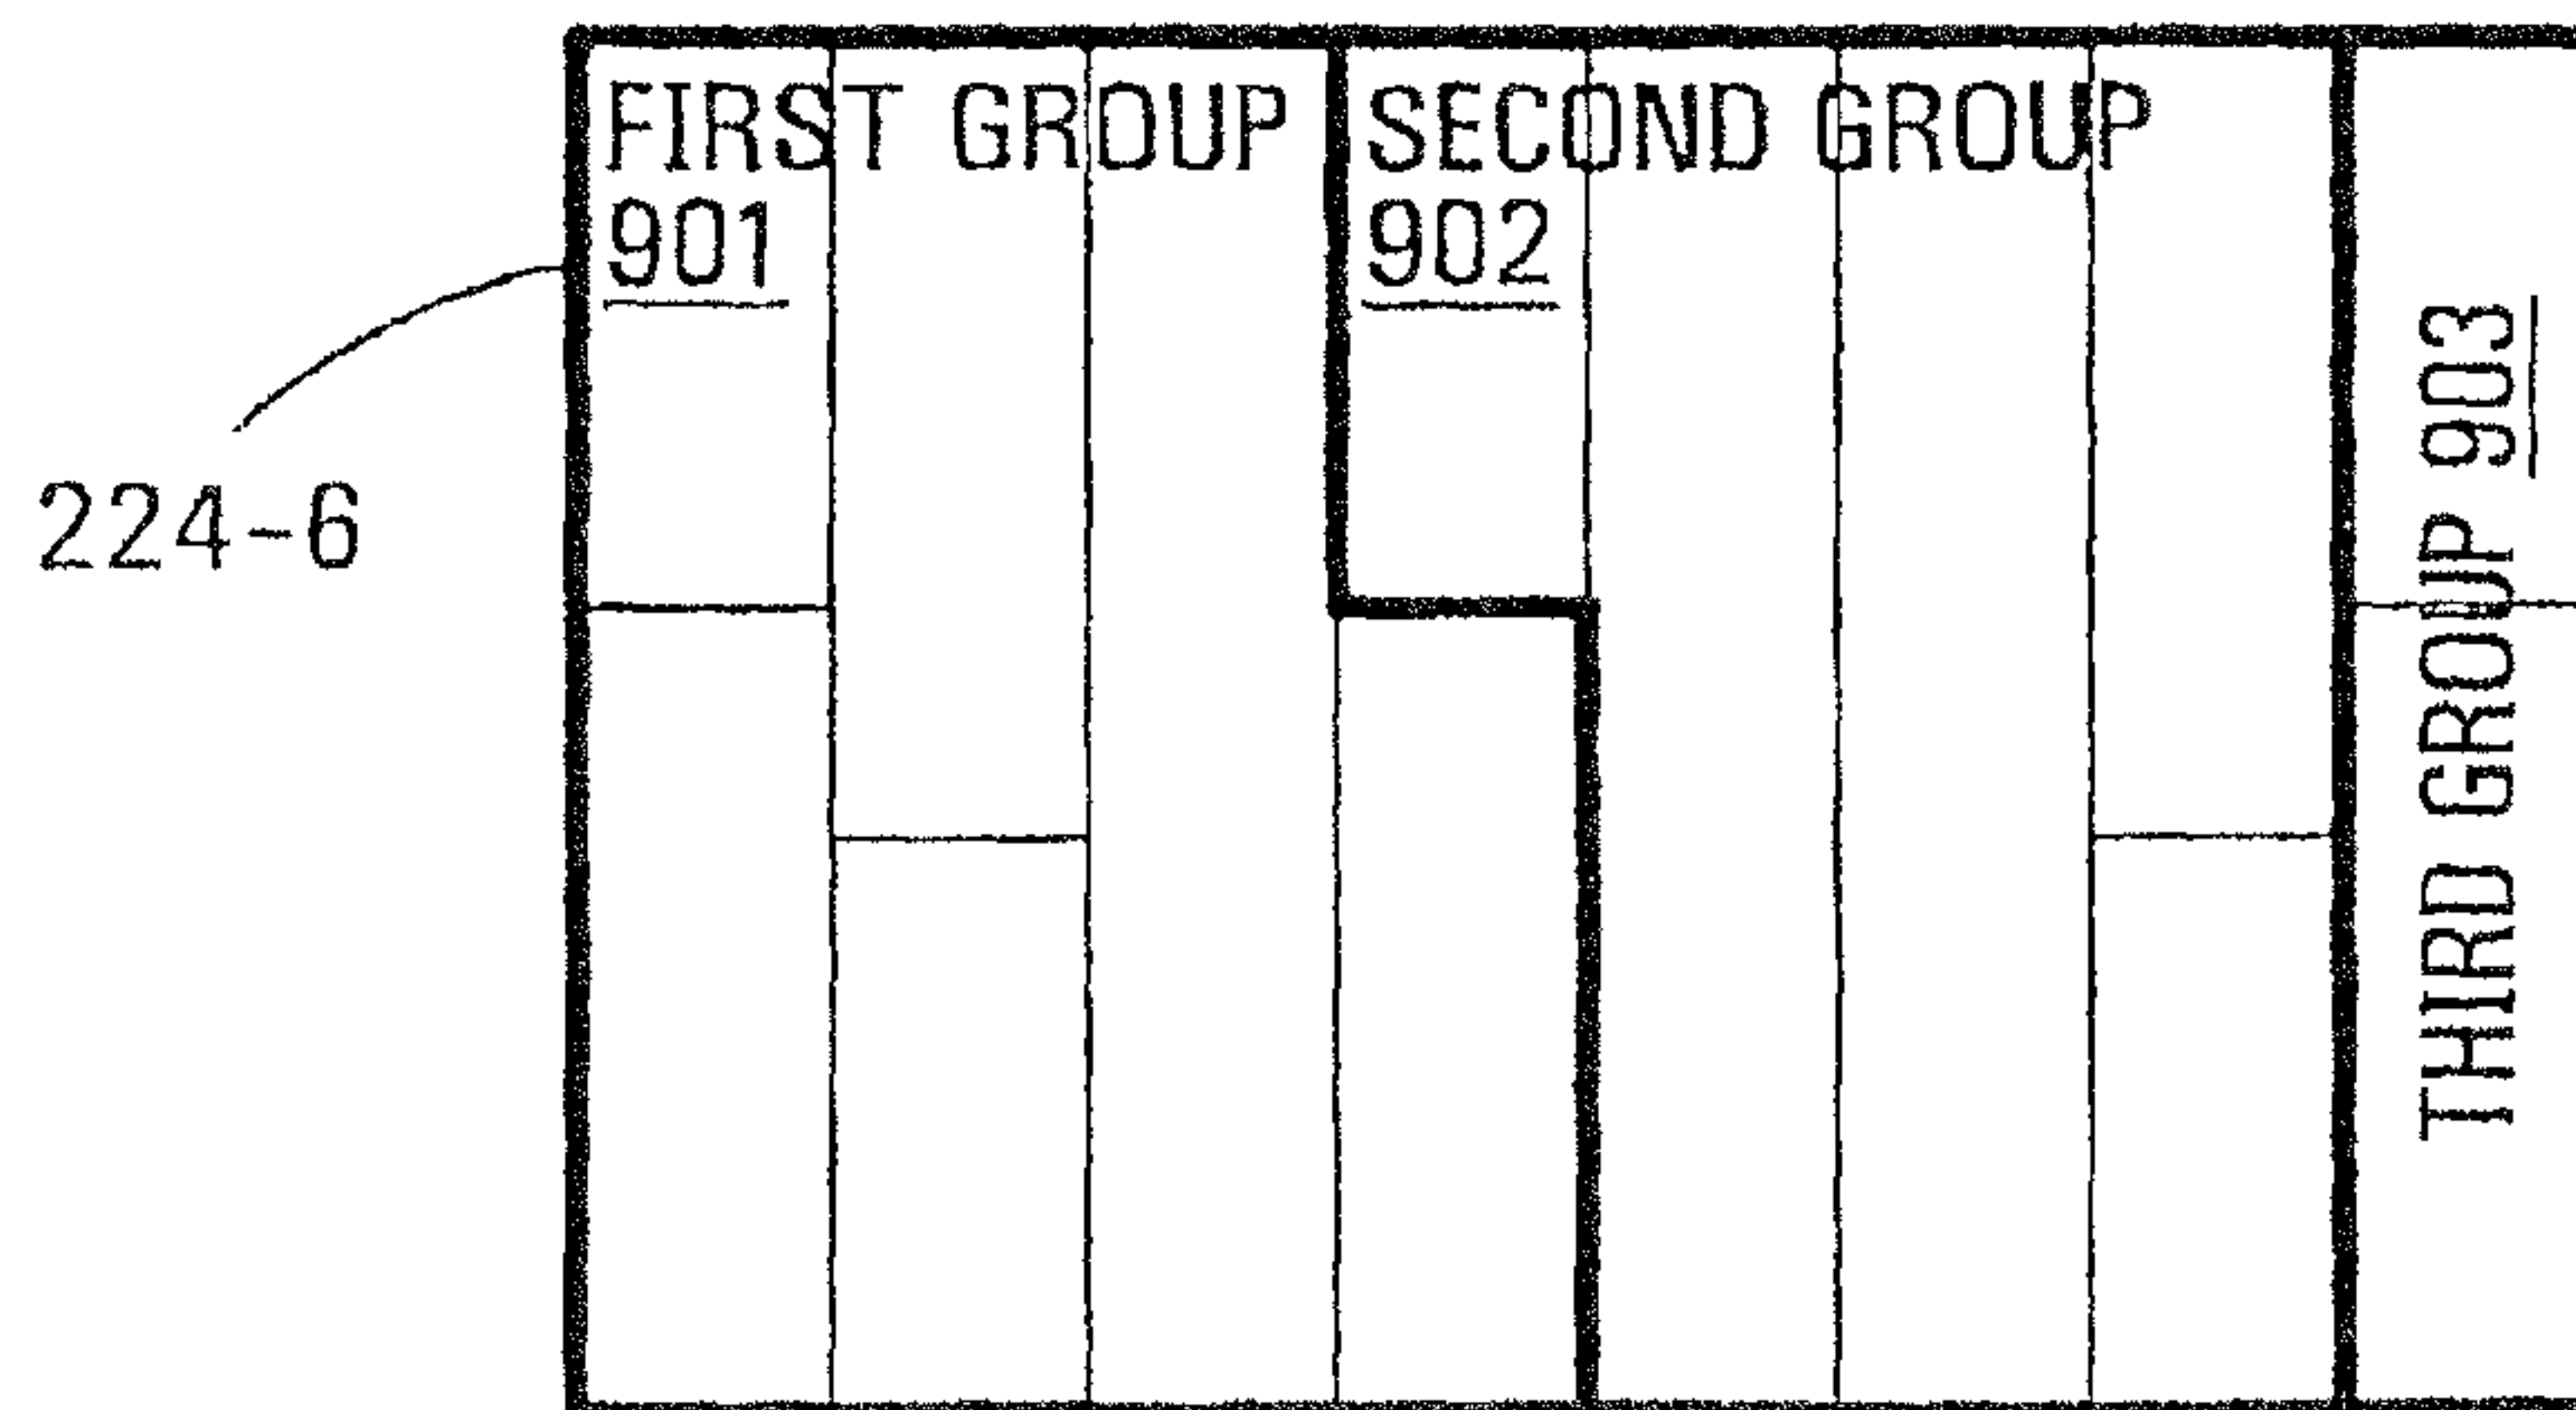 FIRST GROUP
901
SECOND GROUP
902
THIRD GROUP 903
224-6